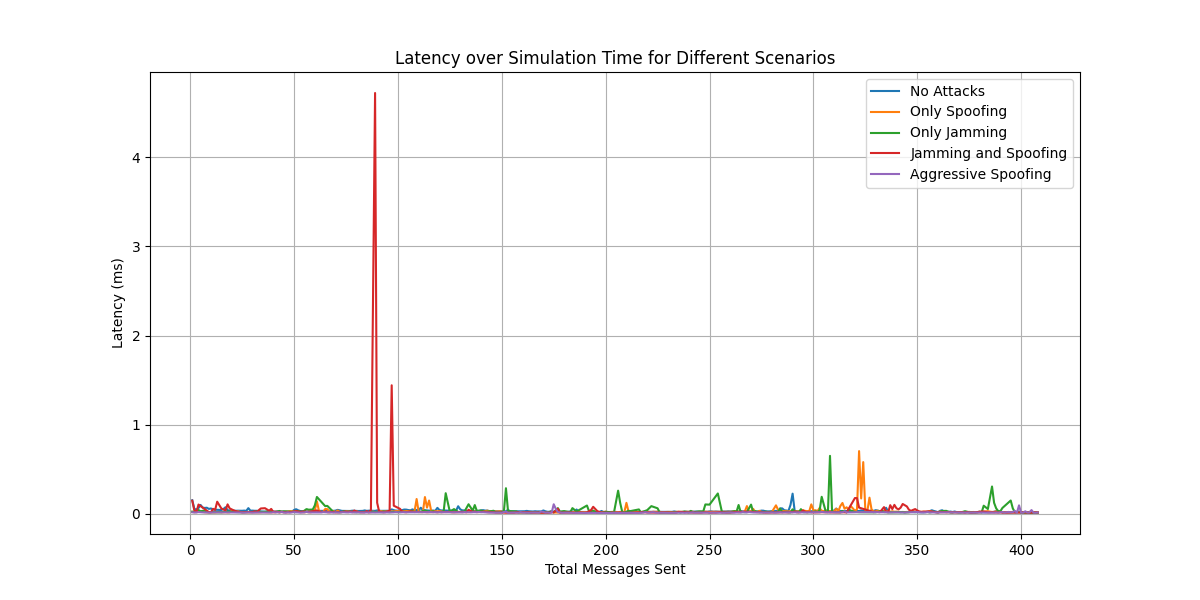 Latency over Simulation Time for Different Scenarios
No Attacks
Only Spoofing
Only Jamming
Jamming and Spoofing
Aggressive Spoofing
4
3
2
1
0
Latency (ms)
0 50 100 150 200 250 300 350 400
Total Messages Sent